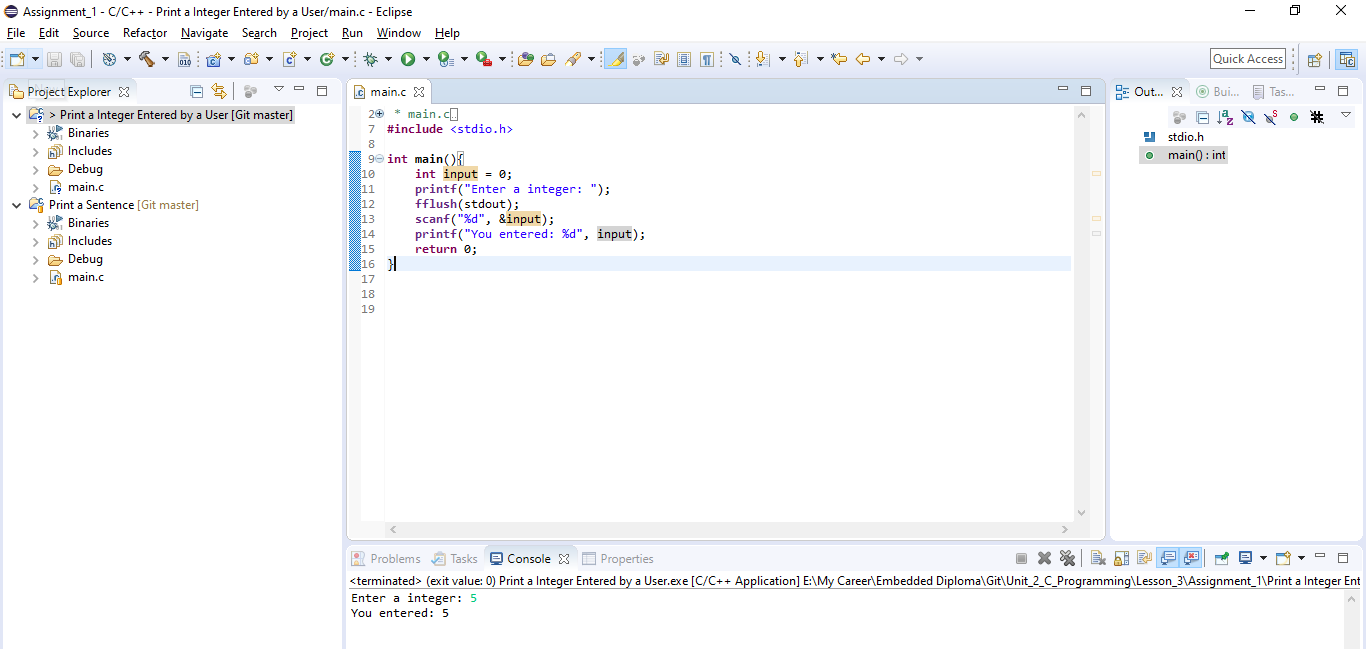 Assignment_1 - C/C++ - Print a Integer Entered by a User/main.c - Eclipse
File Edit Source Refactor Navigate Search Project Run Window Help
Quick Access
Project Explorer
> Print a Integer Entered by a User [Git master]
Binaries
Includes
Debug
main.c
Print a Sentence [Git master]
Binaries
Includes
Debug
main.c
main.c
2 * main.c
7 #include <stdio.h>
8
9 int main(){
10 int input = 0;
11 printf("Enter a integer: ");
12 fflush(stdout);
13 scanf("%d", &input);
14 printf("You entered: %d", input);
15 return 0;
16 }
17
18
19
Out... Bui... Tas...
stdio.h
main() : int
Problems Tasks Console Properties
<terminated> (exit value: 0) Print a Integer Entered by a User.exe [C/C++ Application] E:\My Career\Embedded Diploma\Git\Unit_2_C_Programming\Lesson_3\Assignment_1\Print a Integer Ent
Enter a integer: 5
You entered: 5